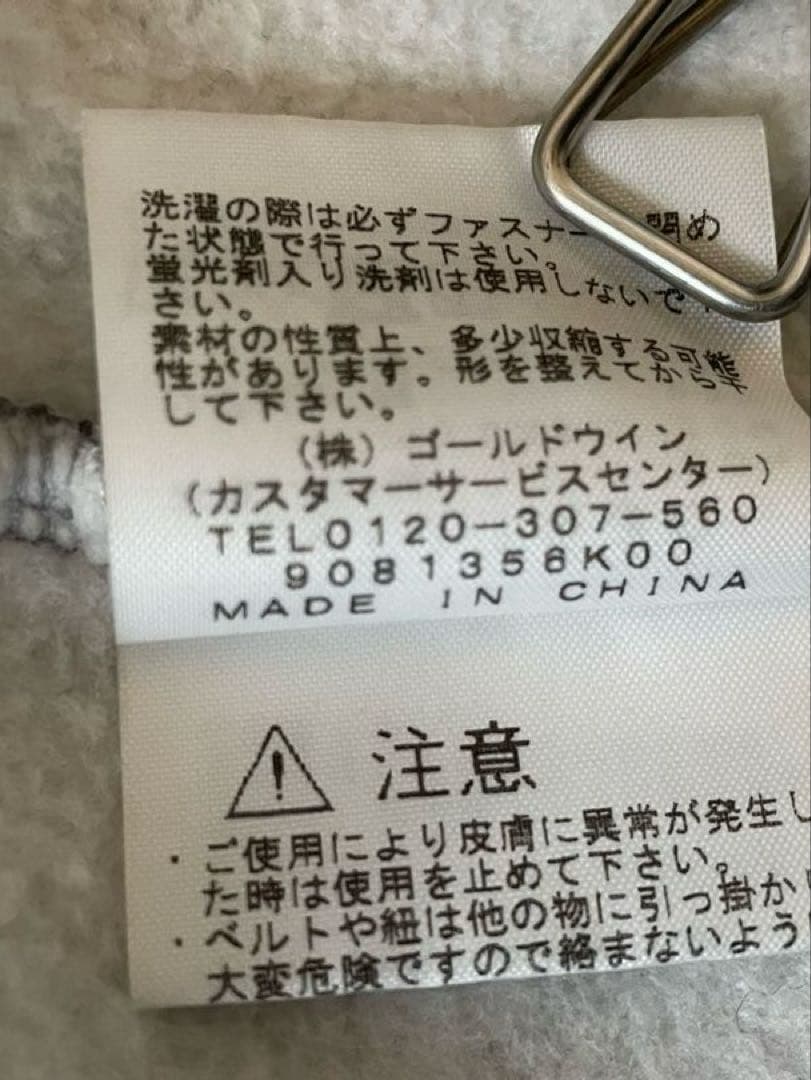 洗濯の際は必ずファスナー 閉め
た状態で行って下さい。
蛍光剤入り洗剤は使用しないで
さい。
素材の性質上、多少収縮する可能
性があります。形を整えてから干
して下さい。
(株)ゴールドウイン
(カスタマーサービスセンター)
TEL0120-307-560
9081356K00
MADE IN CHINA
注意
・ご使用により皮膚に異常が発生し
た時は使用を止めて下さい。
・ベルトや紐は他の物に引っ掛か
大変危険ですので絡まないよう